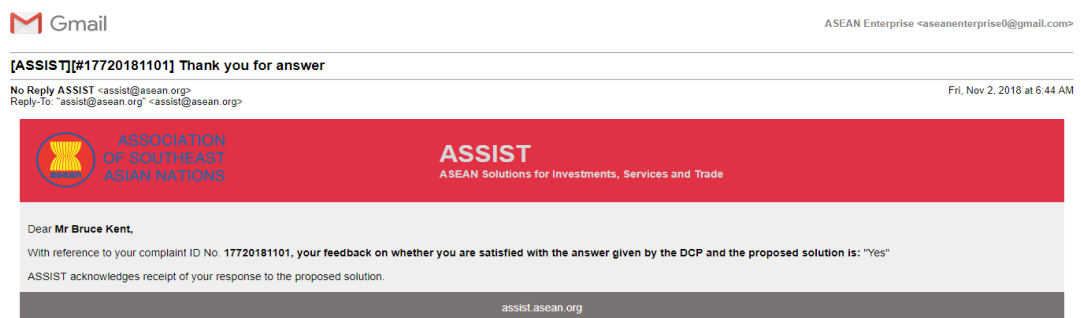 Gmail
ASEAN Enterprise <aseanenterprise0@gmail.com>
[ASSIST][#17720181101] Thank you for answer
No Reply ASSIST <assist@asean.org>
Fri, Nov 2, 2018 at 6:44 AM
Reply-To: "assist@asean.org" <assist@asean.org>
asean
ASSOCIATION
OF SOUTHEAST
ASIAN NATIONS
ASSIST
ASEAN Solutions for Investments, Services and Trade
Dear Mr Bruce Kent,
With reference to your complaint ID No. 17720181101, your feedback on whether you are satisfied with the answer given by the DCP and the proposed solution is: "Yes"
ASSIST acknowledges receipt of your response to the proposed solution.
assist.asean.org